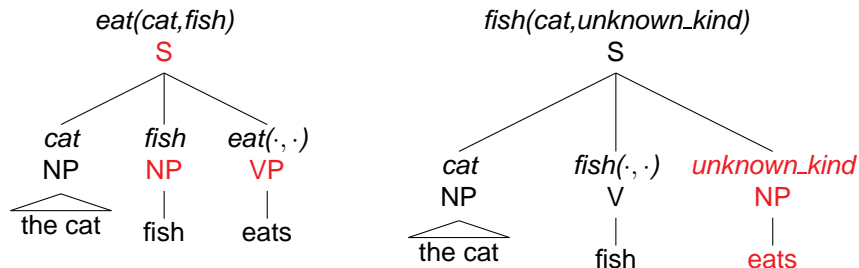 eat(cat,fish)
S
cat fish eat(·, ·)
NP NP VP
the cat fish eats
fish(cat,unknown_kind)
S
cat fish(·, ·) unknown_kind
NP V NP
the cat fish eats